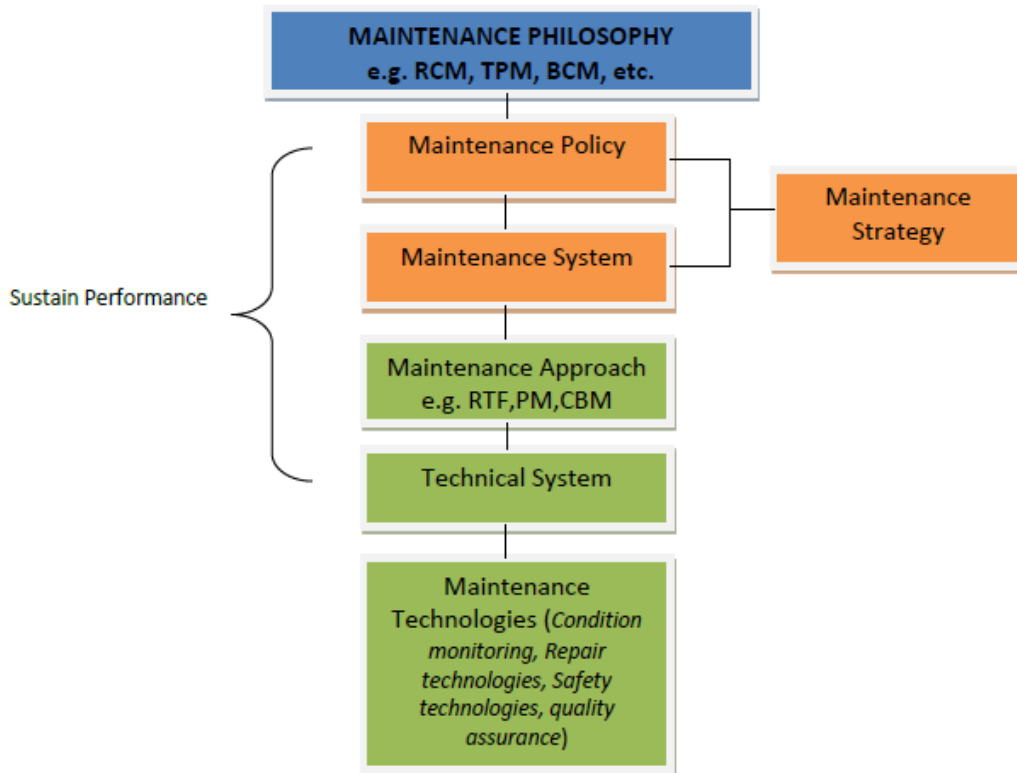 MAINTENANCE PHILOSOPHY
e.g. RCM, TPM, BCM, etc.
Maintenance Policy
Maintenance
Strategy
Maintenance System
Sustain Performance
Maintenance Approach
e.g. RTF,PM,CBM
Technical System
Maintenance
Technologies (Condition
monitoring, Repair
technologies, Safety
technologies, quality
assurance)